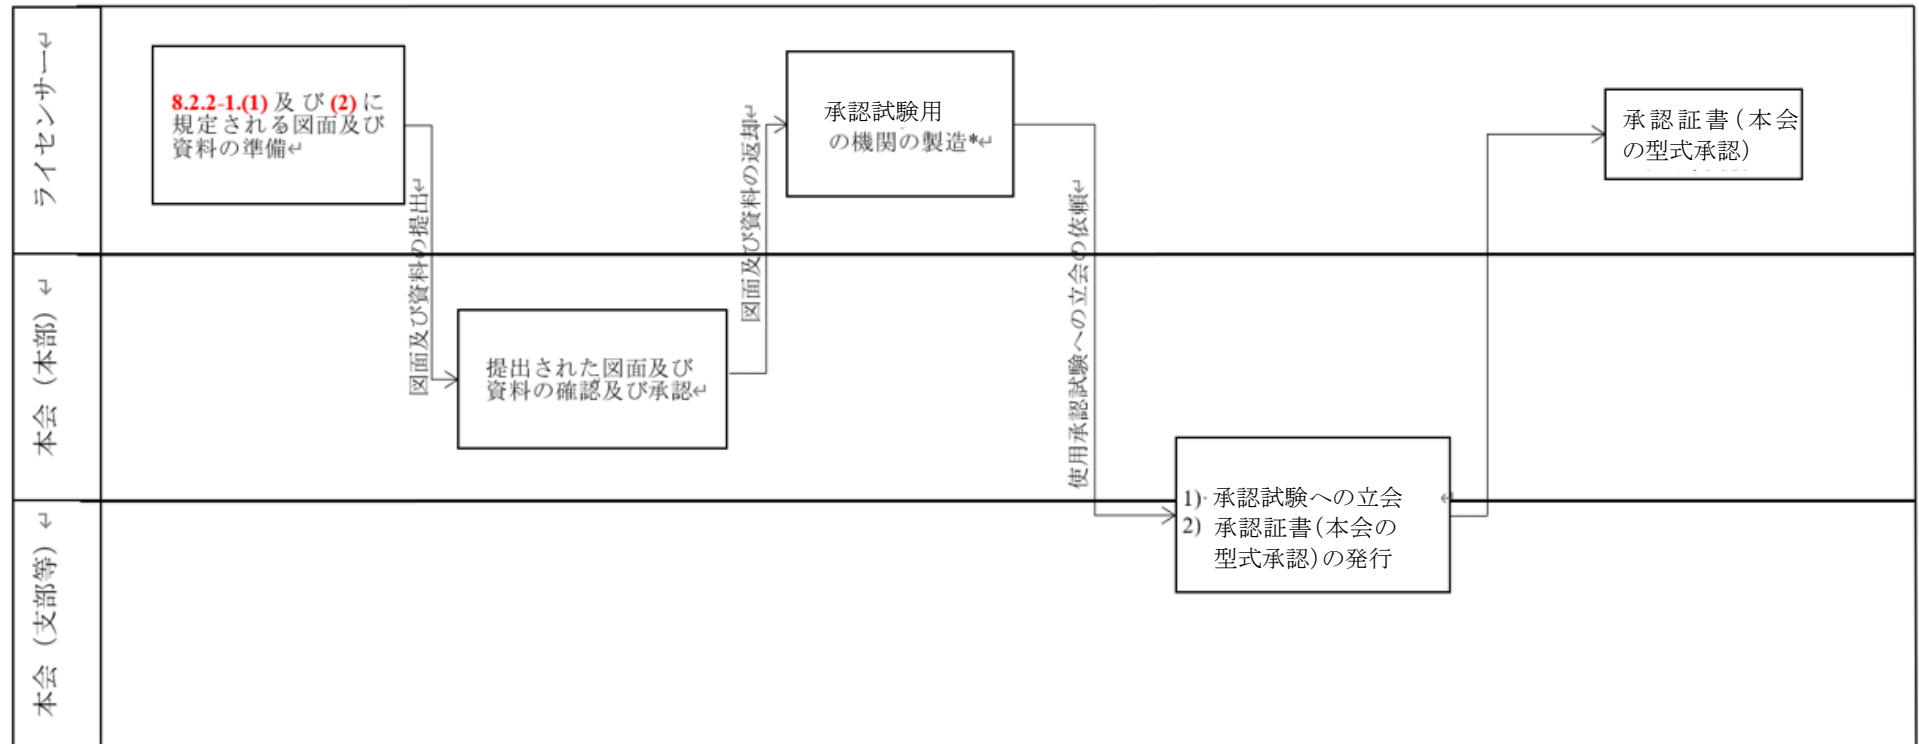 ライセンサー
8.2.2-1.(1) 及び (2) に
規定される図面及び
資料の準備
図面及び資料の提出
図面及び資料の返却
承認試験用
の機関の製造*
使用承認試験への立会の依頼
承認証書(本会
の型式承認)
本会 (本部)
提出された図面及び
資料の確認及び承認
本会 (支部等)
1) 承認試験への立会
2) 承認証書(本会の
型式承認)の発行